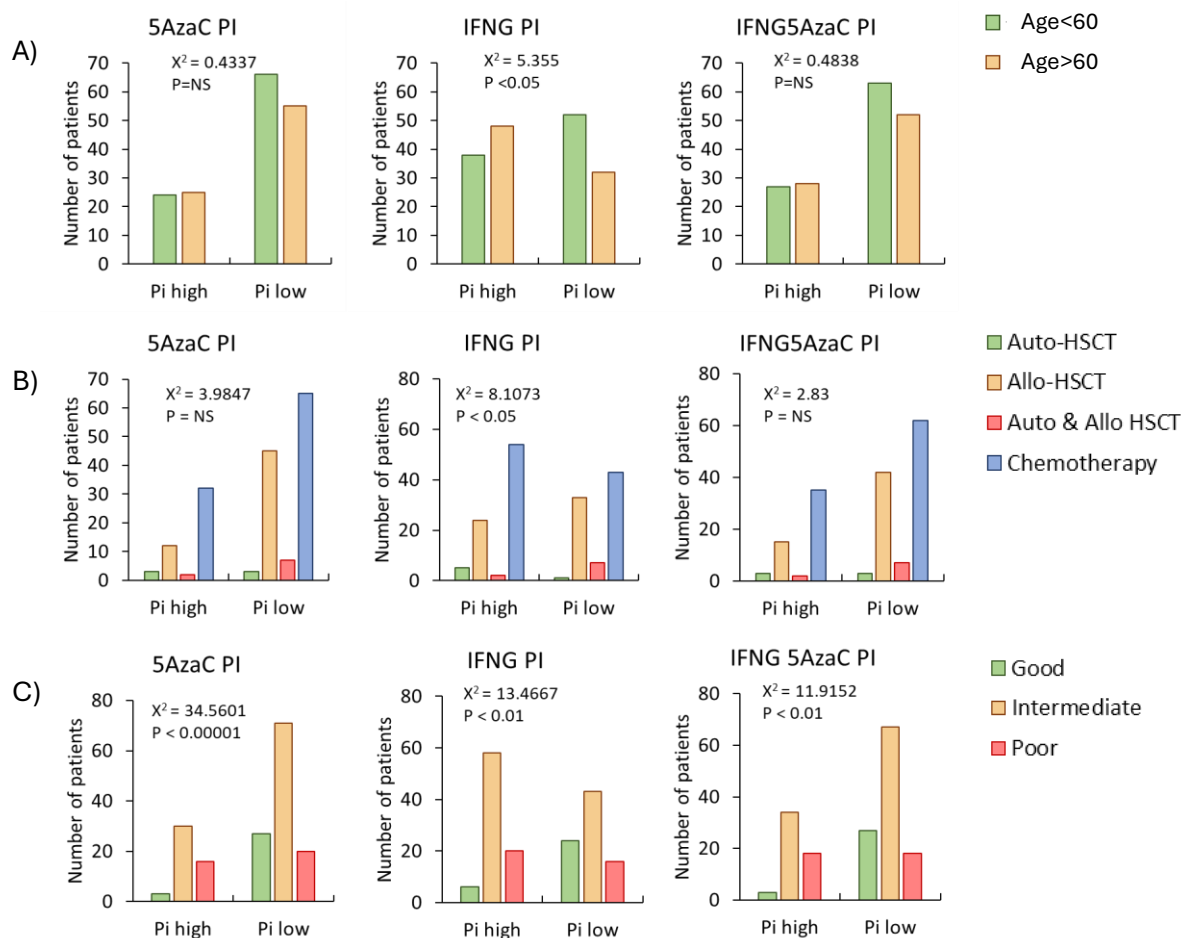 A)
5AzaC PI
X² = 0.4337
P=NS
Number of patients
70
60
50
40
30
20
10
0
Pi high Pi low
IFNG PI
X² = 5.355
P <0.05
Number of patients
70
60
50
40
30
20
10
0
Pi high Pi low
IFNG5AzaC PI
X² = 0.4838
P=NS
Number of patients
70
60
50
40
30
20
10
0
Pi high Pi low
Age<60
Age>60
B)
5AzaC PI
X² = 3.9847
P = NS
Number of patients
70
60
50
40
30
20
10
0
Pi high Pi low
IFNG PI
X² = 8.1073
P < 0.05
Number of patients
80
60
40
20
0
Pi high Pi low
IFNG5AzaC PI
X² = 2.83
P = NS
Number of patients
80
60
40
20
0
Pi high Pi low
Auto-HSCT
Allo-HSCT
Auto & Allo HSCT
Chemotherapy
C)
5AzaC PI
X² = 34.5601
P < 0.00001
Number of patients
80
60
40
20
0
Pi high Pi low
IFNG PI
X² = 13.4667
P < 0.01
Number of patients
80
60
40
20
0
Pi high Pi low
IFNG 5AzaC PI
X² = 11.9152
P < 0.01
Number of patients
80
60
40
20
0
Pi high Pi low
Good
Intermediate
Poor